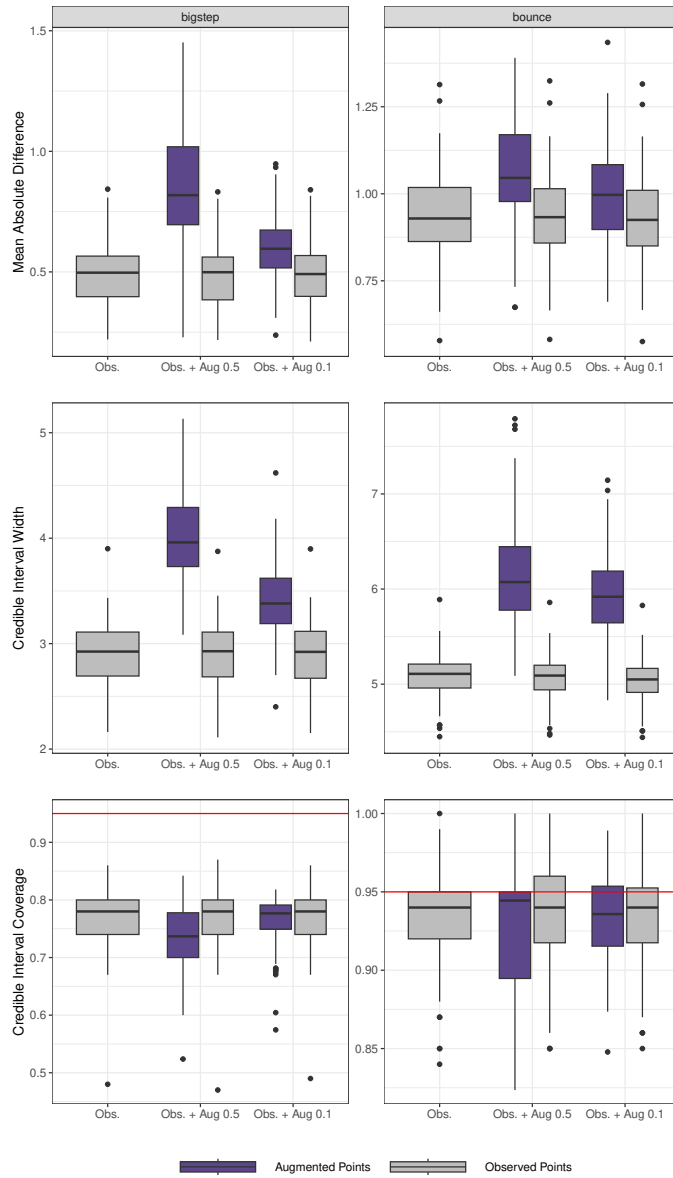 bigstep
bounce
Mean Absolute Difference
1.5
1.0
0.5
1.25
1.00
0.75
Obs.
Obs. + Aug 0.5
Obs. + Aug 0.1
Obs.
Obs. + Aug 0.5
Obs. + Aug 0.1
Credible Interval Width
5
4
3
2
7
6
5
Obs.
Obs. + Aug 0.5
Obs. + Aug 0.1
Obs.
Obs. + Aug 0.5
Obs. + Aug 0.1
Credible Interval Coverage
0.9
0.8
0.7
0.6
0.5
1.00
0.95
0.90
0.85
Obs.
Obs. + Aug 0.5
Obs. + Aug 0.1
Obs.
Obs. + Aug 0.5
Obs. + Aug 0.1
Augmented Points
Observed Points